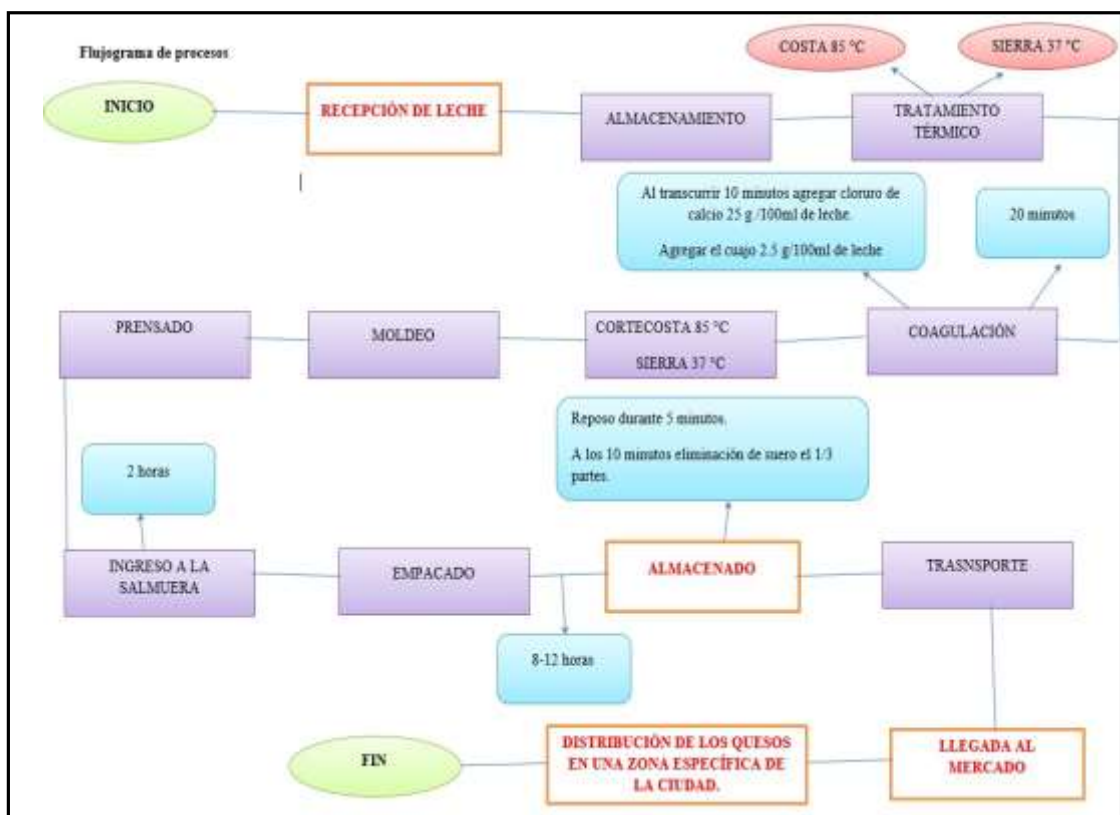 Flujograma de procesos
COSTA 85 °C
SIERRA 37 °C
INICIO
RECEPCIÓN DE LECHE
ALMACENAMIENTO
TRATAMIENTO
TÉRMICO
Al transcurrir 10 minutos agregar cloruro de
calcio 25 g /100ml de leche.
Agregar el cuajo 2.5 g/100ml de leche
20 minutos
PRENSADO
MOLDEO
CORTECOSTA 85 °C
SIERRA 37 °C
COAGULACIÓN
Reposo durante 5 minutos.
A los 10 minutos eliminación de suero el 1/3
partes.
2 horas
INGRESO A LA
SALMUERA
EMPACADO
ALMACENADO
TRASNSPORTE
8-12 horas
FIN
DISTRIBUCIÓN DE LOS QUESOS
EN UNA ZONA ESPECÍFICA DE
LA CIUDAD.
LLEGADA AL
MERCADO